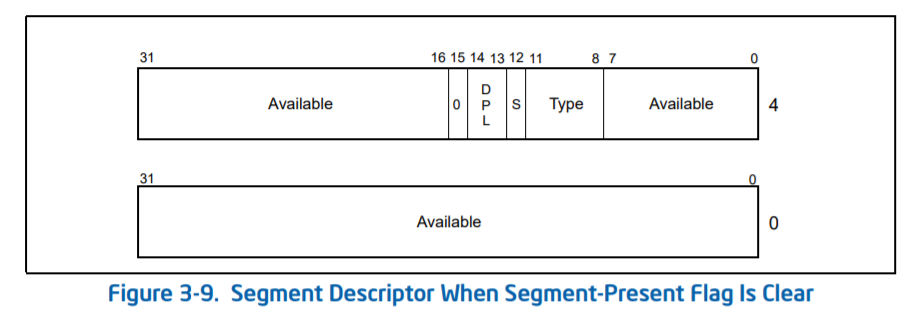 31 16 15 14 13 12 11 8 7 0
Available 0 DPL S Type Available 4
31 0
Available 0
Figure 3-9. Segment Descriptor When Segment-Present Flag Is Clear